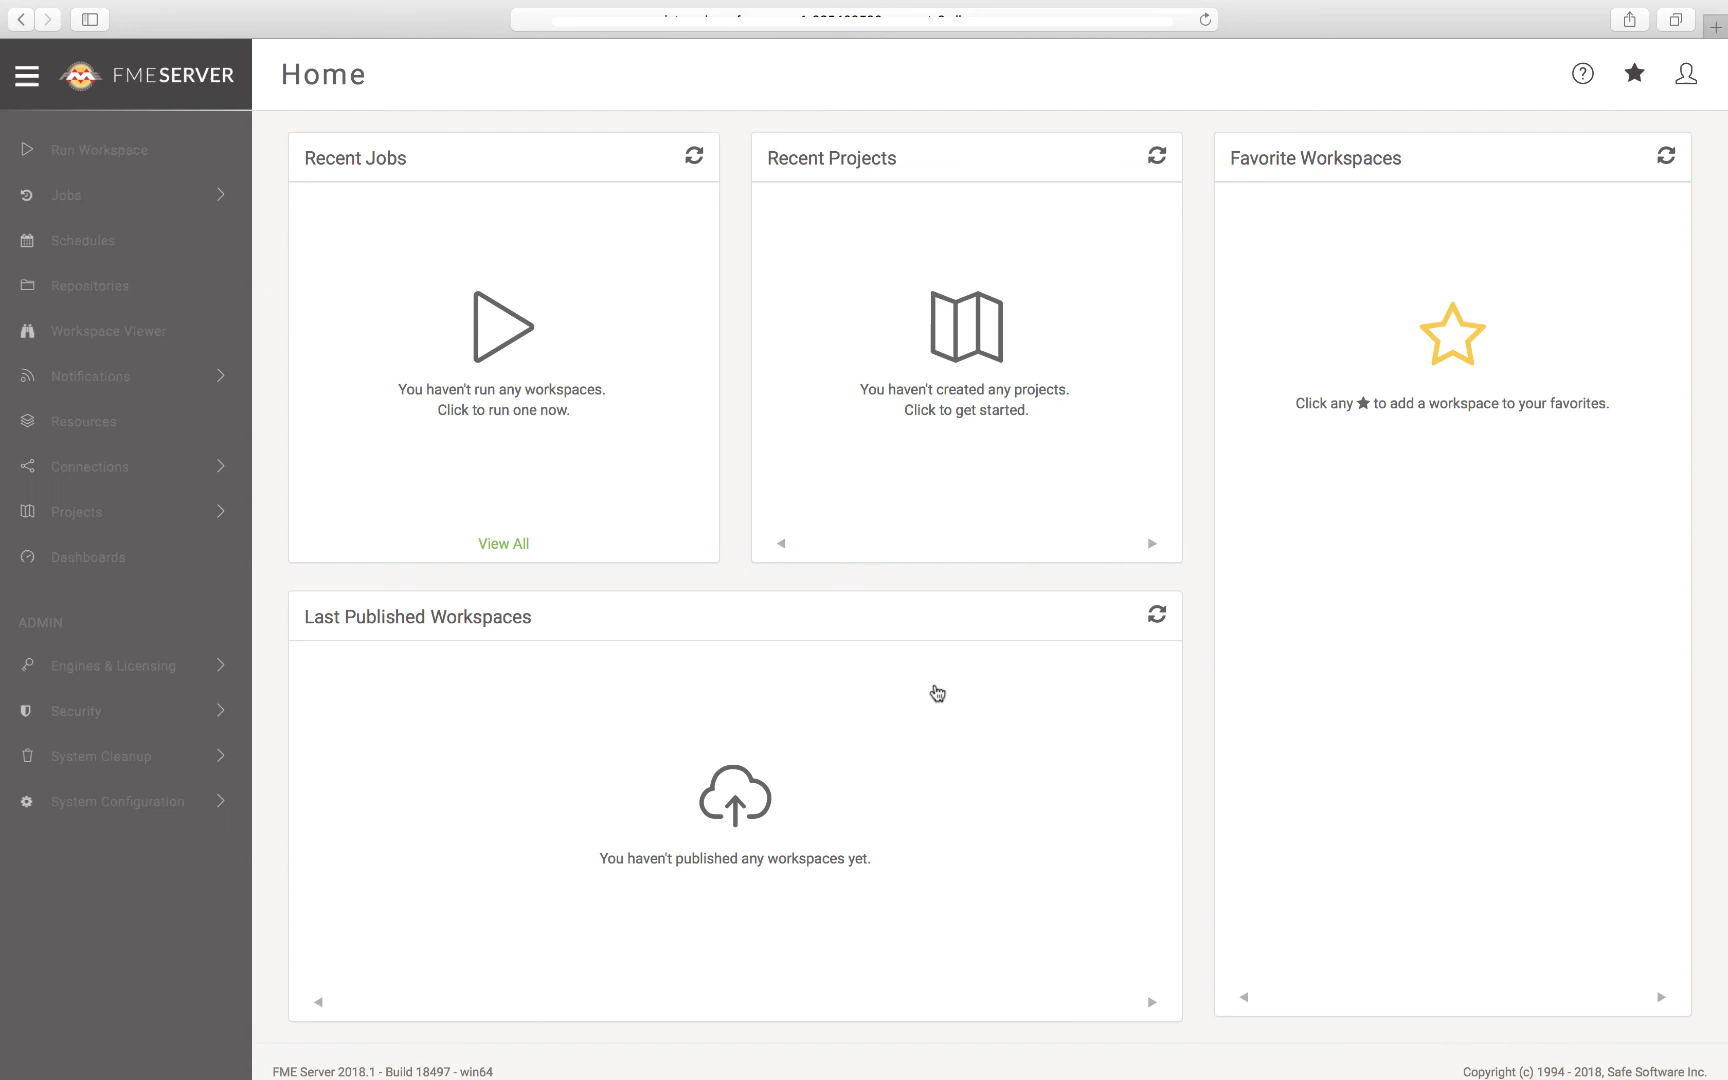 FMESERVER
Home
Run Workspace
Jobs
Schedules
Repositories
Workspace Viewer
Notifications
Resources
Connections
Projects
Dashboards
ADMIN
Engines & Licensing
Security
System Cleanup
System Configuration
Recent Jobs
You haven't run any workspaces.
Click to run one now.
View All
Recent Projects
You haven't created any projects.
Click to get started.
Favorite Workspaces
Click any ★ to add a workspace to your favorites.
Last Published Workspaces
You haven't published any workspaces yet.
FME Server 2018.1 - Build 18497 - win64
Copyright (c) 1994 - 2018, Safe Software Inc.